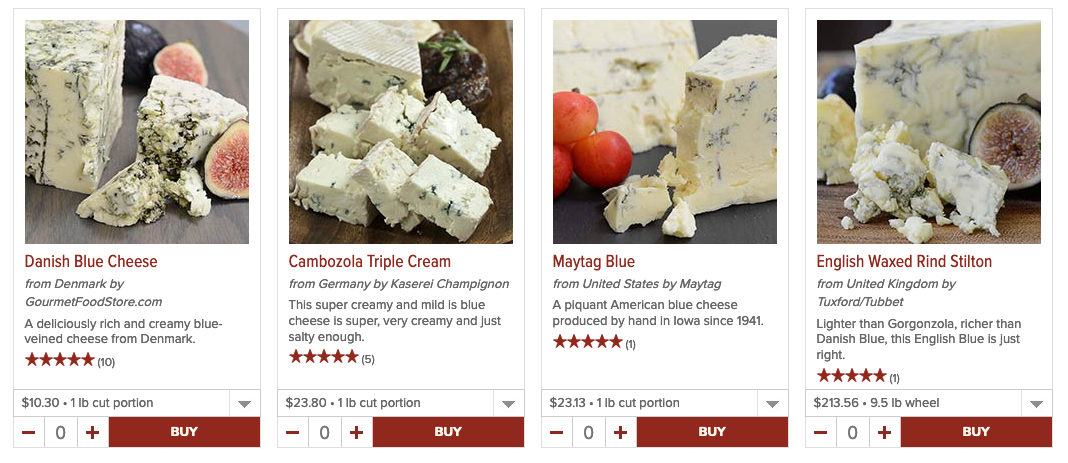 Danish Blue Cheese
from Denmark by
GourmetFoodStore.com
A deliciously rich and creamy blue-
veined cheese from Denmark.
(10)
$10.30 • 1 lb cut portion
− 0 + BUY
Cambozola Triple Cream
from Germany by Kaserei Champignon
This super creamy and mild is blue
cheese is super, very creamy and just
salty enough.
(5)
$23.80 • 1 lb cut portion
− 0 + BUY
Maytag Blue
from United States by Maytag
A piquant American blue cheese
produced by hand in Iowa since 1941.
(1)
$23.13 • 1 lb cut portion
− 0 + BUY
English Waxed Rind Stilton
from United Kingdom by
Tuxford/Tubbet
Lighter than Gorgonzola, richer than
Danish Blue, this English Blue is just
right.
(1)
$213.56 • 9.5 lb wheel
− 0 + BUY